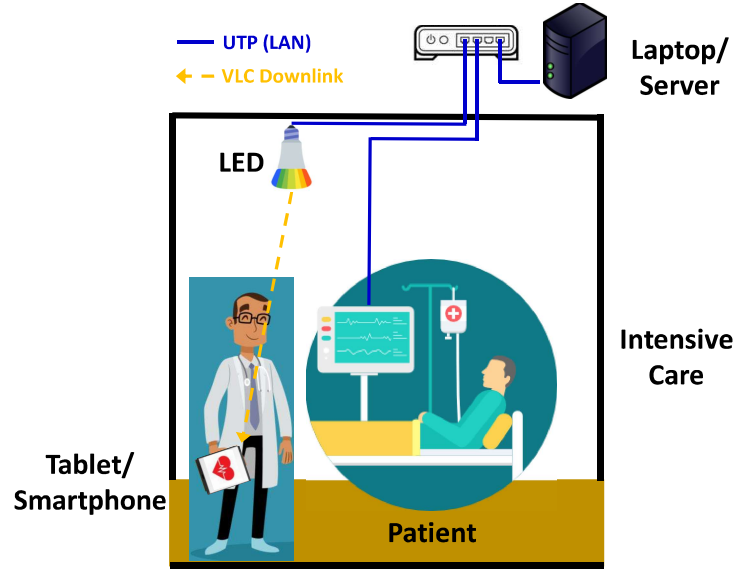 UTP (LAN)
VLC Downlink
Laptop/
Server
LED
Intensive
Care
Tablet/
Smartphone
Patient